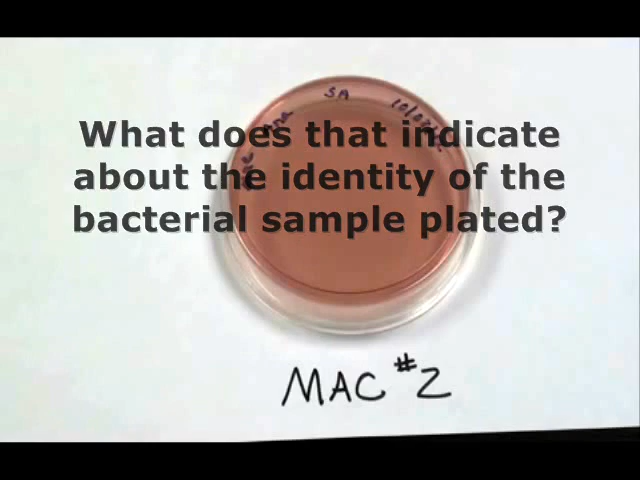 SA
What does that indicate
about the identity of the
bacterial sample plated?
MAC #2